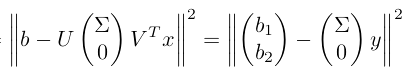 = \left\| b - U \begin{pmatrix} \Sigma \\ 0 \end{pmatrix} V^T x \right\|^2 = \left\| \begin{pmatrix} b_1 \\ b_2 \end{pmatrix} - \begin{pmatrix} \Sigma \\ 0 \end{pmatrix} y \right\|^2